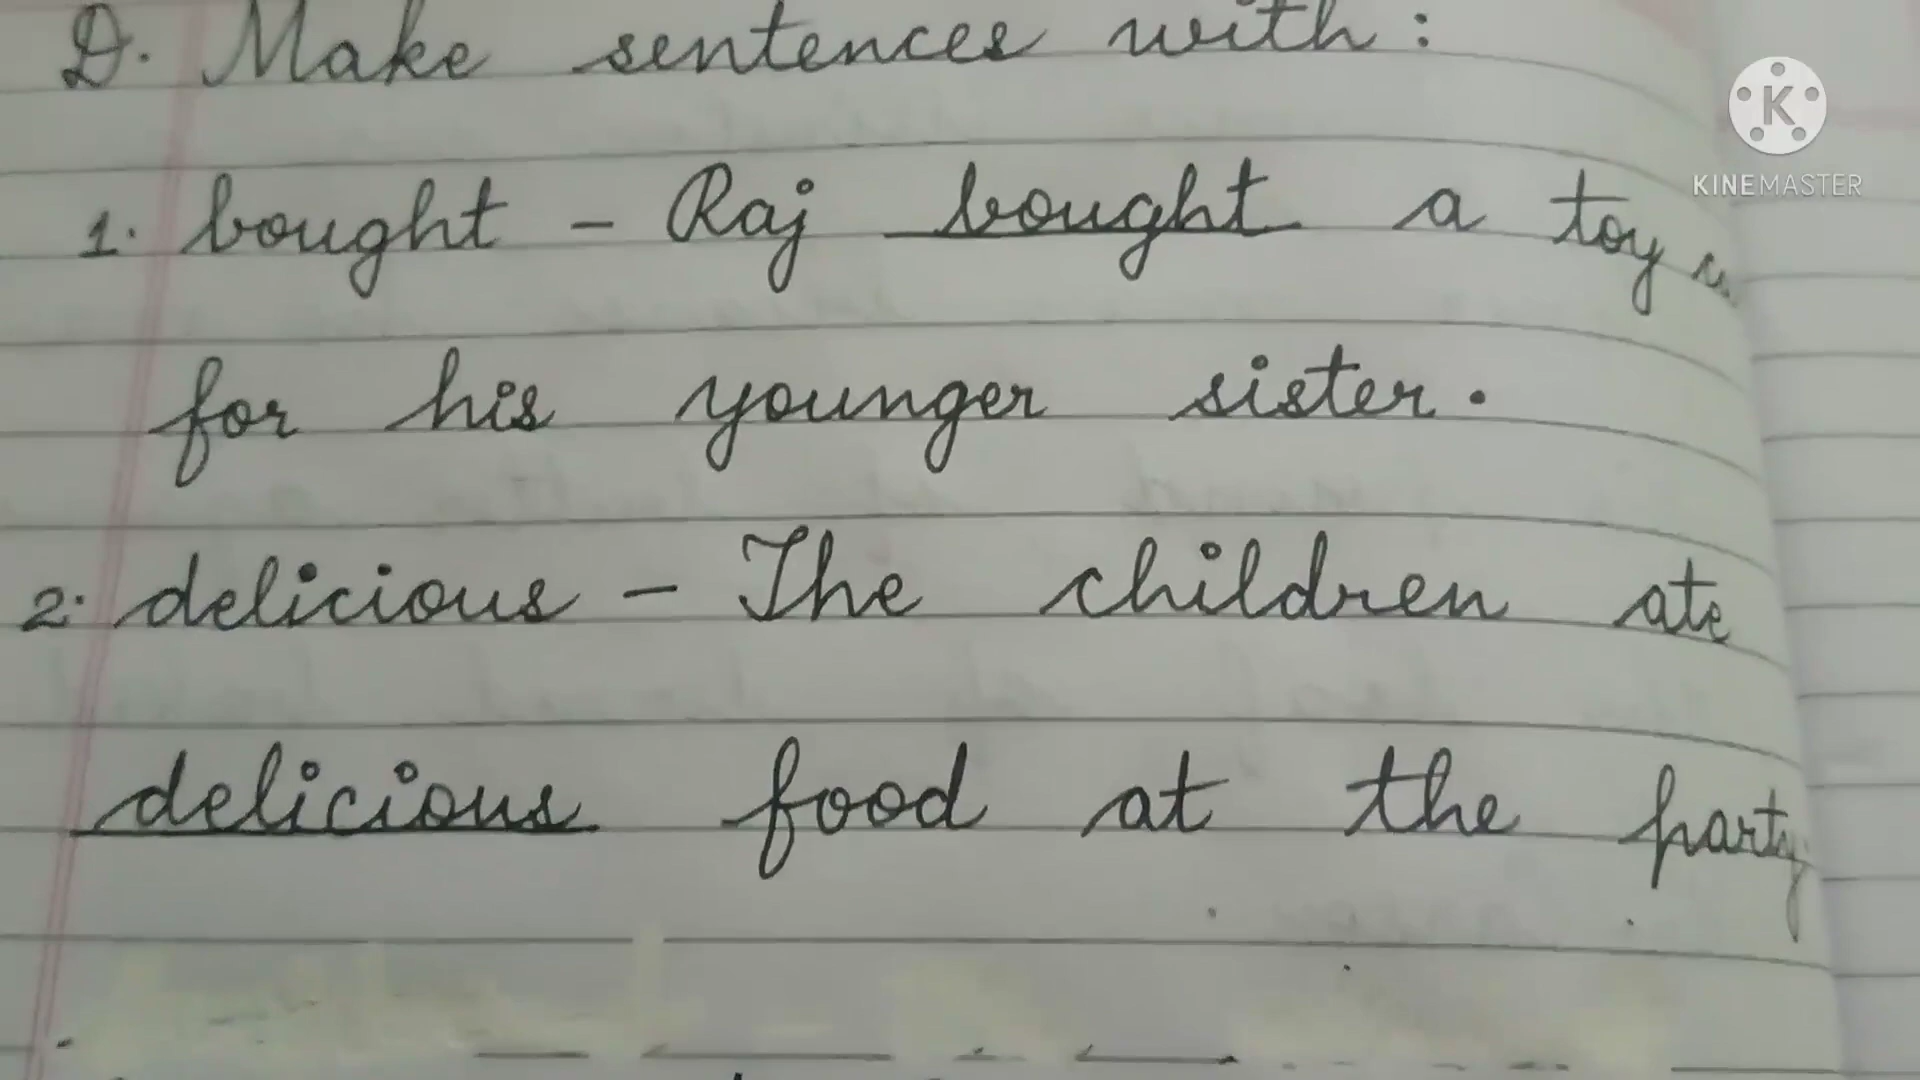 D. Make sentences with:
K
KINEMASTER
1. bought - Raj bought a toy
for his younger sister.
2. delicious - The children ate
delicious food at the party.